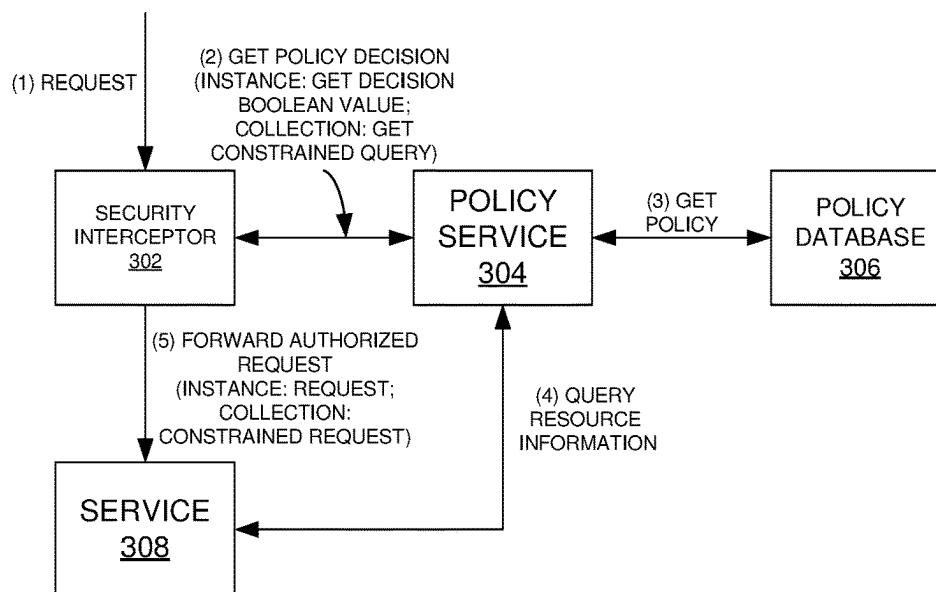 (1) REQUEST
(2) GET POLICY DECISION
(INSTANCE: GET DECISION
BOOLEAN VALUE;
COLLECTION: GET
CONSTRAINED QUERY)
SECURITY
INTERCEPTOR
302
POLICY
SERVICE
304
(3) GET
POLICY
POLICY
DATABASE
306
(5) FORWARD AUTHORIZED
REQUEST
(INSTANCE: REQUEST;
COLLECTION:
CONSTRAINED REQUEST)
(4) QUERY
RESOURCE
INFORMATION
SERVICE
308